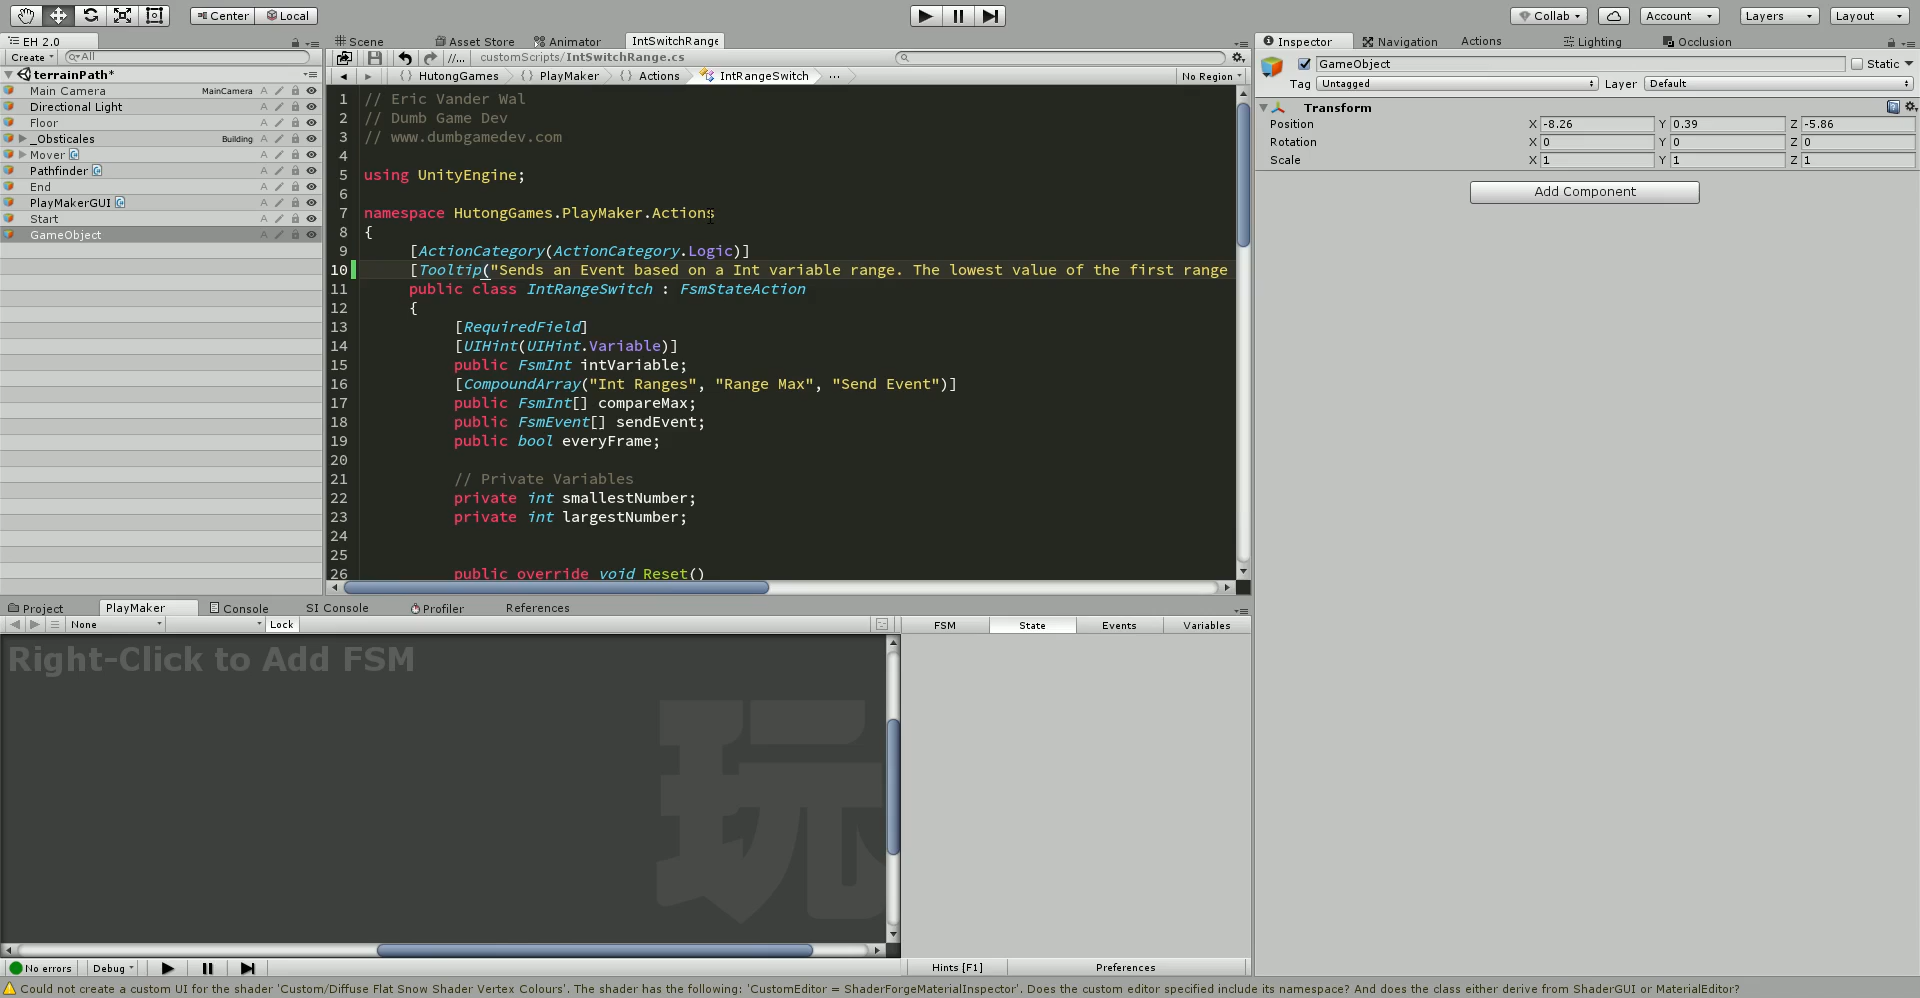 Center Local Collab Account Layers Layout
EH 2.0 Scene Asset Store Animator IntSwitchRange Inspector Navigation Actions Lighting Occlusion
Create All //... customScripts/IntSwitchRange.cs GameObject Static
terrainPath* HutongGames PlayMaker Actions IntRangeSwitch ... No Region
Tag Untagged Layer Default
Main Camera MainCamera
Directional Light
Floor
_Obsticales Building
Mover
Pathfinder
End
PlayMakerGUI
Start
GameObject
1 // Eric Vander Wal
2 // Dumb Game Dev
3 // www.dumbgamedev.com
4
5 using UnityEngine;
6
7 namespace HutongGames.PlayMaker.Actions
8 {
9 [ActionCategory(ActionCategory.Logic)]
10 [Tooltip("Sends an Event based on a Int variable range. The lowest value of the first range
11 public class IntRangeSwitch : FsmStateAction
12 {
13 [RequiredField]
14 [UIHint(UIHint.Variable)]
15 public FsmInt intVariable;
16 [CompoundArray("Int Ranges", "Range Max", "Send Event")]
17 public FsmInt[] compareMax;
18 public FsmEvent[] sendEvent;
19 public bool everyFrame;
20
21 // Private Variables
22 private int smallestNumber;
23 private int largestNumber;
24
25
26 public override void Reset()
Transform
Position X -8.26 Y 0.39 Z -5.86
Rotation X 0 Y 0 Z 0
Scale X 1 Y 1 Z 1
Add Component
Project PlayMaker Console SI Console Profiler References
None Lock FSM State Events Variables
Right-Click to Add FSM
玩
No errors Debug Hints [F1] Preferences
Could not create a custom UI for the shader 'Custom/Diffuse Flat Snow Shader Vertex Colours'. The shader has the following: 'CustomEditor = ShaderForgeMaterialInspector'. Does the custom editor specified include its namespace? And does the class either derive from ShaderGUI or MaterialEditor?